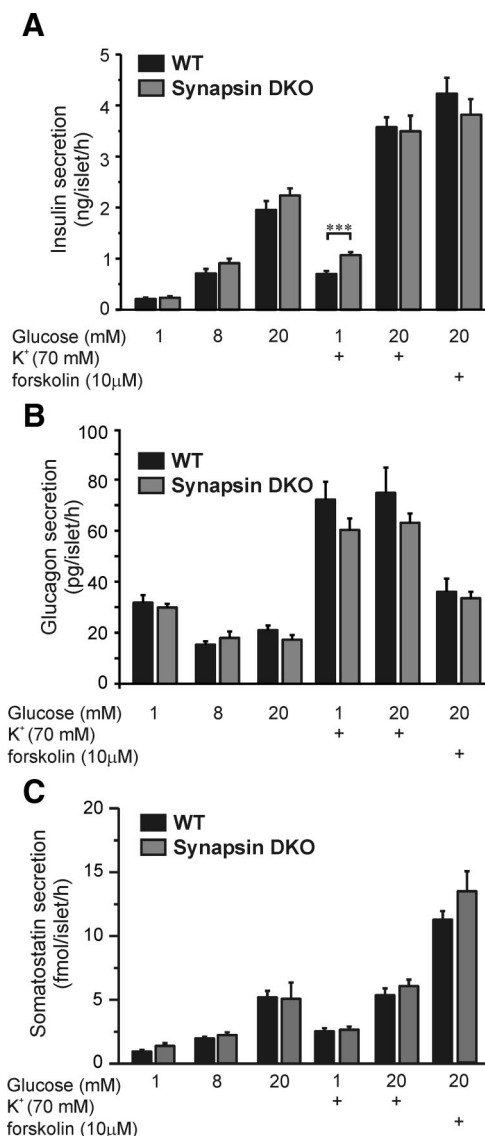 A
WT
Synapsin DKO
Insulin secretion
(ng/islet/h)
5
4
3
2
1
0
***
Glucose (mM) 1 8 20 1 20 20
K⁺ (70 mM) + +
forskolin (10µM) +
B
WT
Synapsin DKO
Glucagon secretion
(pg/islet/h)
100
80
60
40
20
0
Glucose (mM) 1 8 20 1 20 20
K⁺ (70 mM) + +
forskolin (10µM) +
C
WT
Synapsin DKO
Somatostatin secretion
(fmol/islet/h)
20
15
10
5
0
Glucose (mM) 1 8 20 1 20 20
K⁺ (70 mM) + +
forskolin (10µM) +